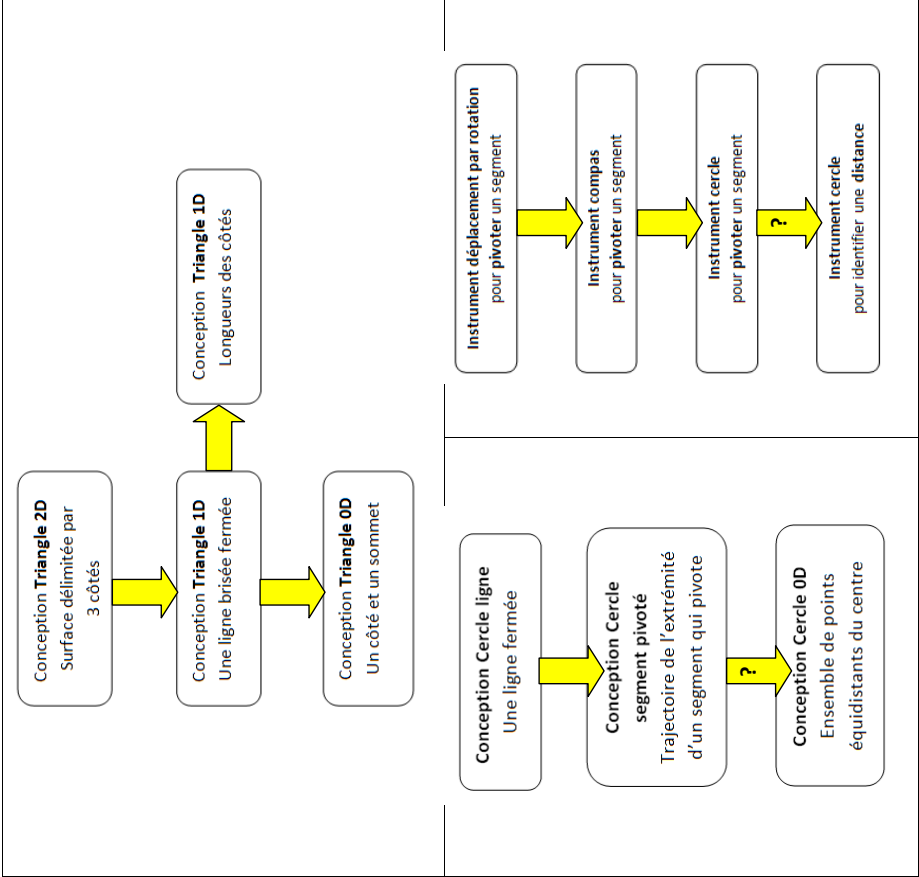 Conception Triangle 2D
Surface délimitée par
3 côtés
Conception Triangle 1D
Une ligne brisée fermée
Conception Triangle 1D
Longueurs des côtés
Conception Triangle 0D
Un côté et un sommet
Conception Cercle ligne
Une ligne fermée
Conception Cercle
segment pivoté
Trajectoire de l'extrémité
d'un segment qui pivote
?
Conception Cercle 0D
Ensemble de points
équidistants du centre
Instrument déplacement par rotation
pour pivoter un segment
Instrument compas
pour pivoter un segment
Instrument cercle
pour pivoter un segment
?
Instrument cercle
pour identifier une distance